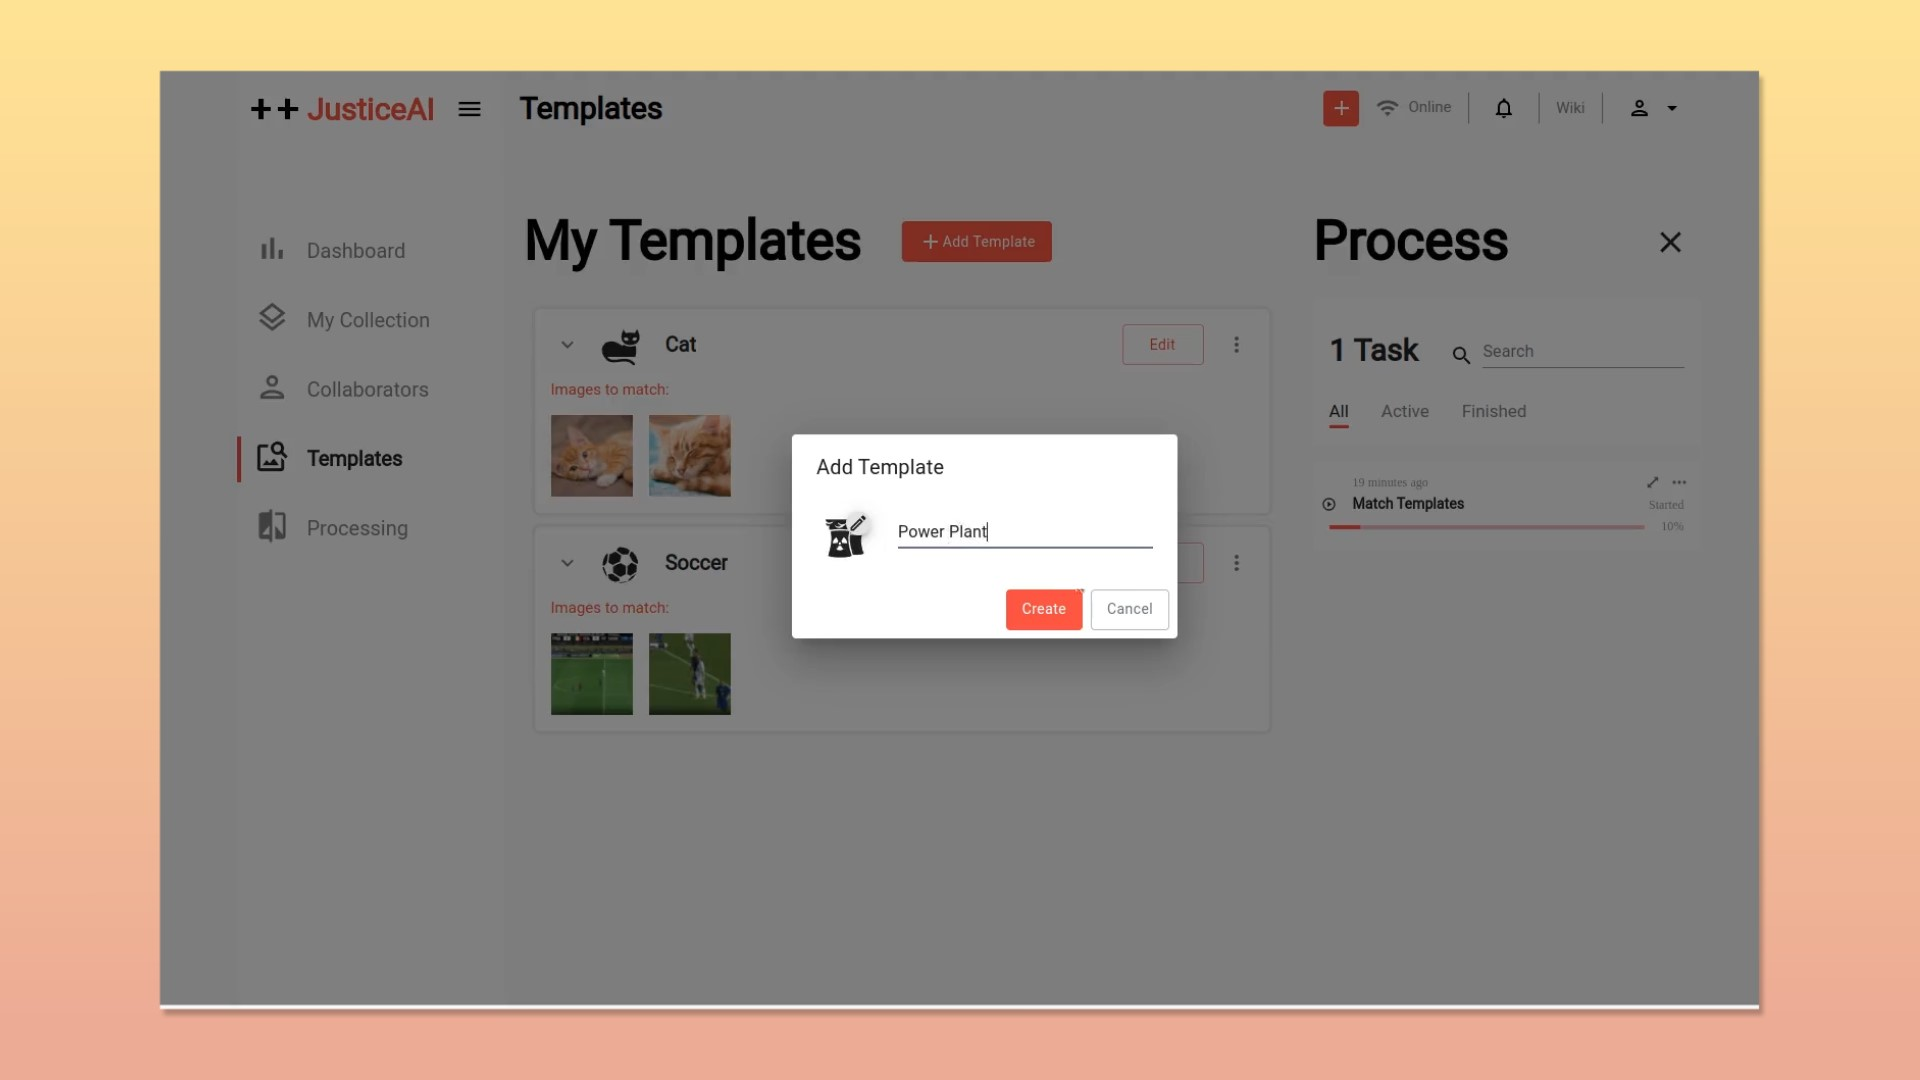 JusticeAI
Templates
Online
Wiki
Dashboard
My Collection
Collaborators
Templates
Processing
My Templates
Add Template
Cat
Edit
Images to match:
Soccer
Images to match:
Add Template
Power Plant
Create
Cancel
Process
1 Task
Search
All
Active
Finished
19 minutes ago
Match Templates
Started
10%